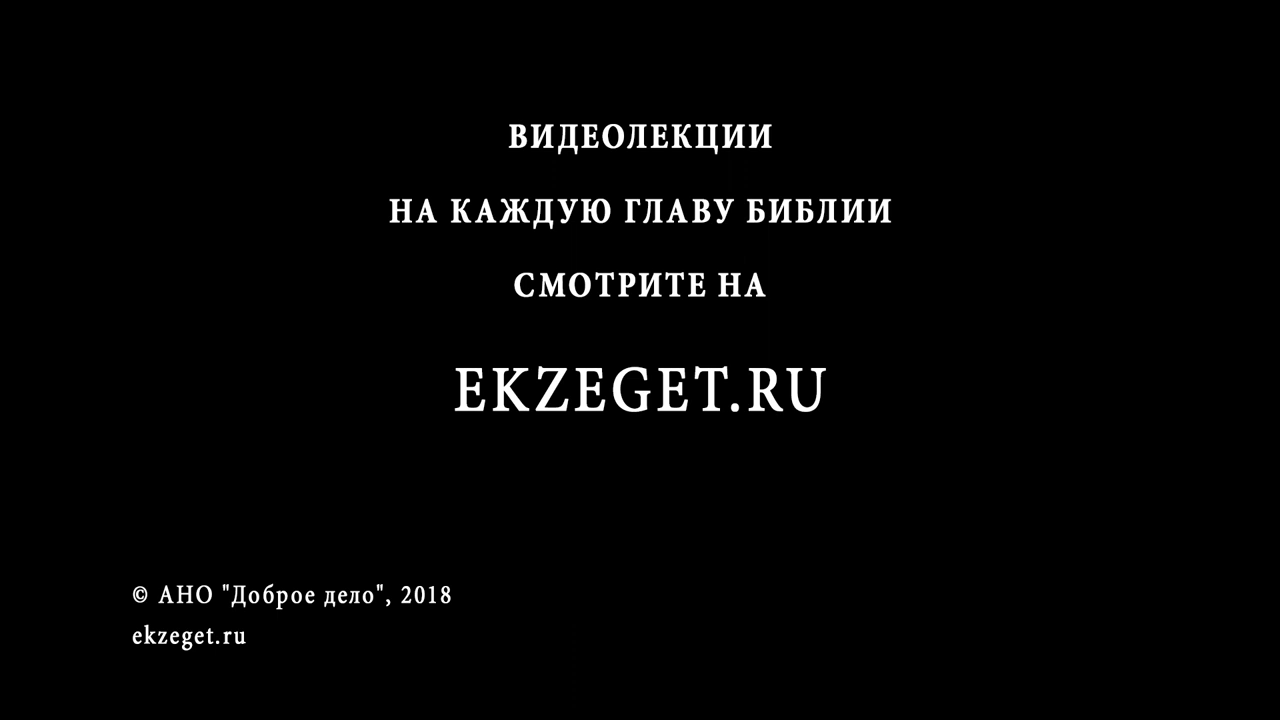 ВИДЕОЛЕКЦИИ
НА КАЖДУЮ ГЛАВУ БИБЛИИ
СМОТРИТЕ НА
EKZEGET.RU
© АНО "Доброе дело", 2018
ekzeget.ru